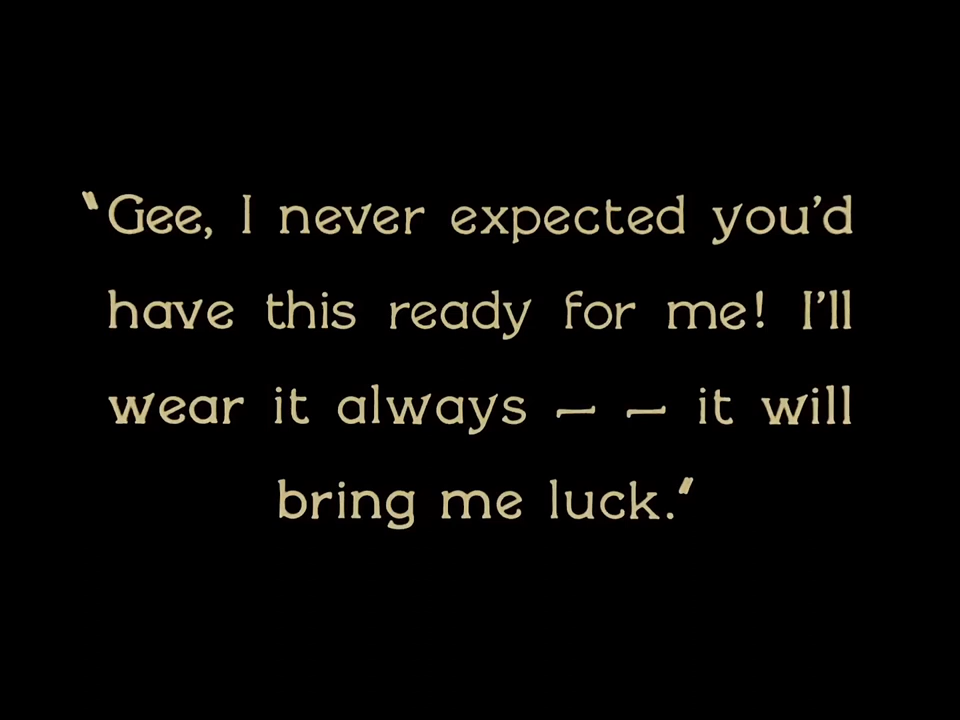 "Gee, I never expected you'd
have this ready for me! I'll
wear it always — — it will
bring me luck."